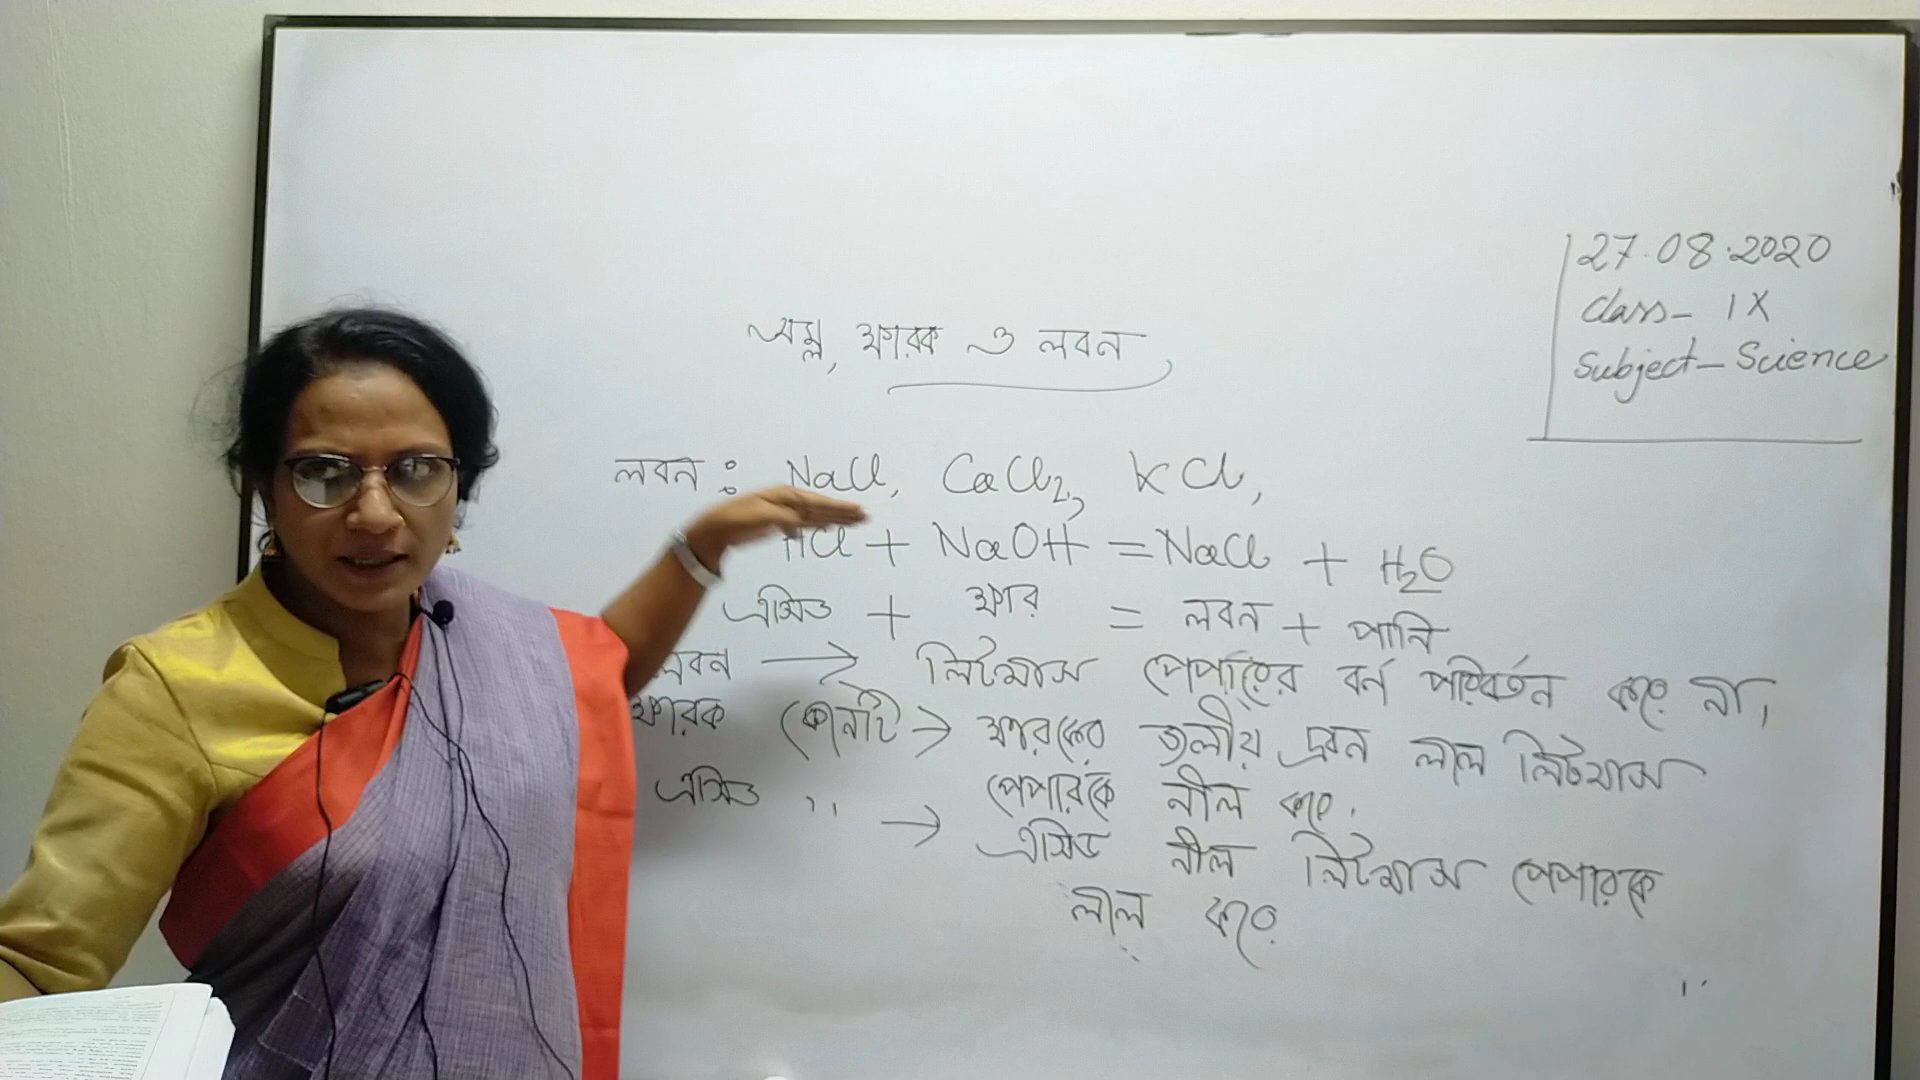 27.08.2020
class- IX
Subject- Science
অম্ল, ক্ষারক ও লবন
লবন: NaCl, CaCl2, KCl,
HCl + NaOH = NaCl + H2O
এসিড + ক্ষার = লবন + পানি
লবন → লিটমাস পেপারের বর্ন পরিবর্তন করে না,
ক্ষারক কোনটি → ক্ষারকের জলীয় দ্রবন লাল লিটমাস
পেপারকে নীল করে.
এসিড ,, → এসিড নীল লিটমাস পেপারকে
লাল করে